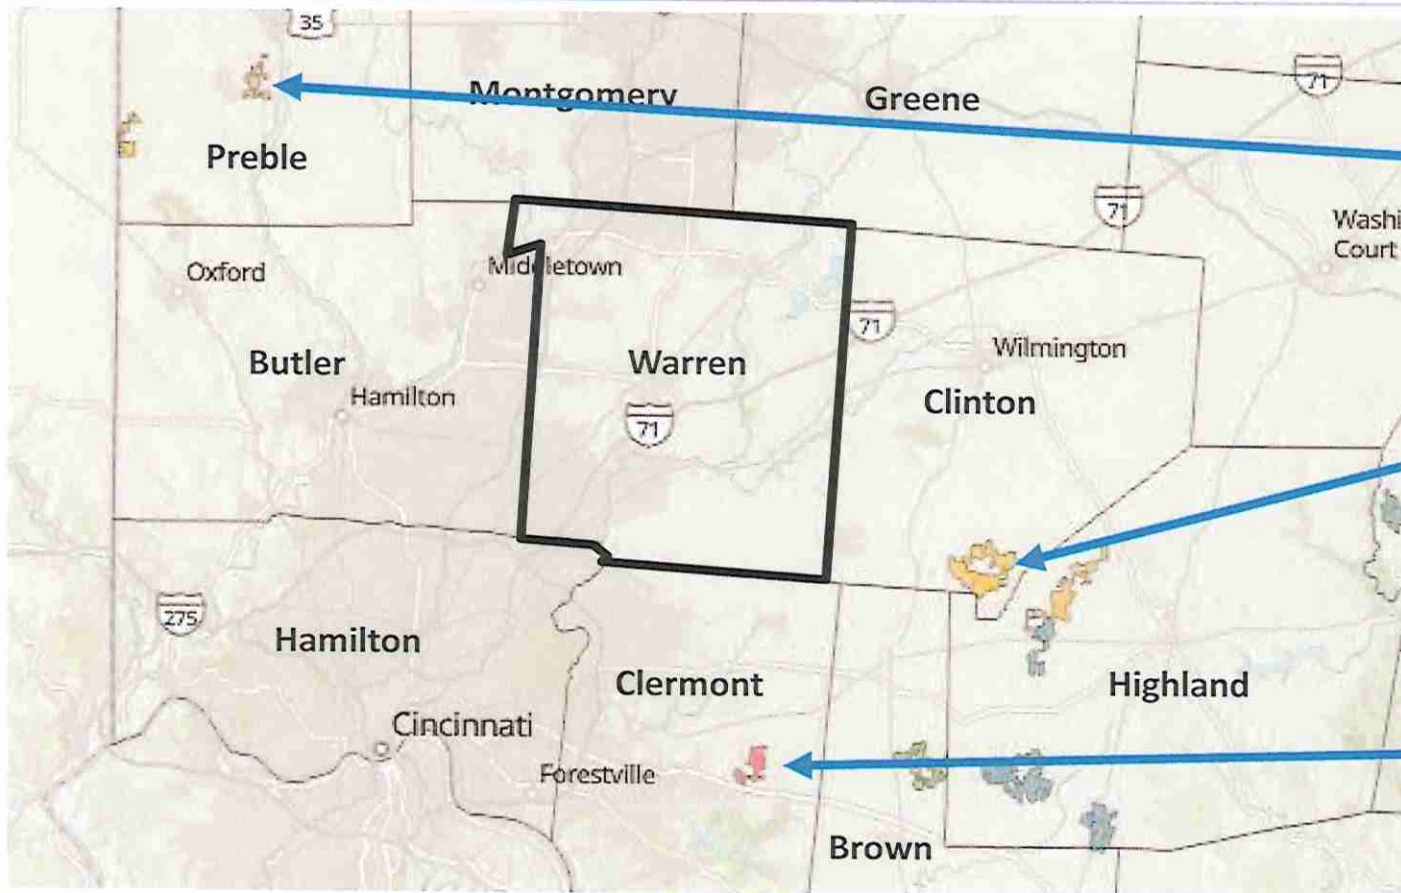 35
71
Montgomery
Greene
Preble
71
Washi
Court
Oxford
Middletown
71
Wilmington
Butler
Warren
Hamilton
Clinton
71
275
Hamilton
Clermont
Highland
Cincinnati
Forestville
Brown